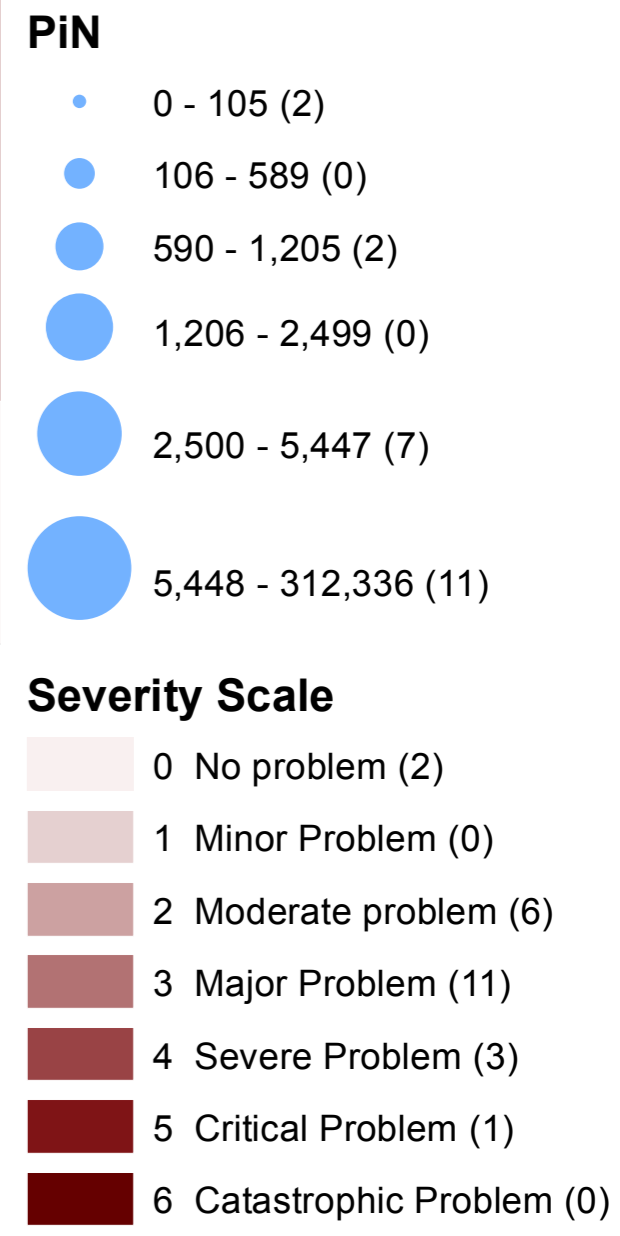 PiN
0 - 105 (2)
106 - 589 (0)
590 - 1,205 (2)
1,206 - 2,499 (0)
2,500 - 5,447 (7)
5,448 - 312,336 (11)
Severity Scale
0 No problem (2)
1 Minor Problem (0)
2 Moderate problem (6)
3 Major Problem (11)
4 Severe Problem (3)
5 Critical Problem (1)
6 Catastrophic Problem (0)